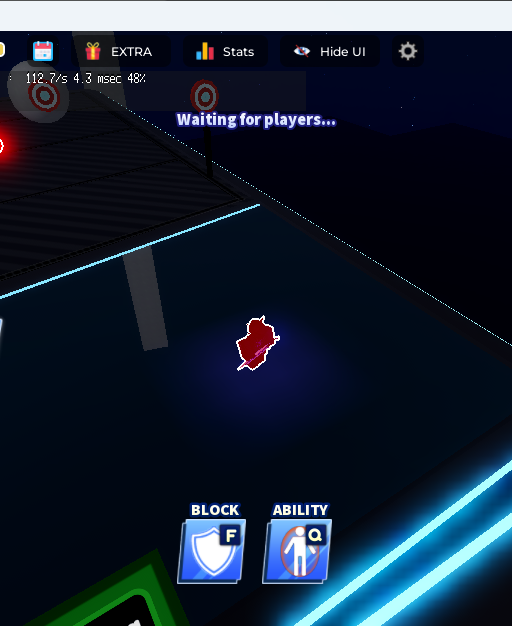 EXTRA
Stats
Hide UI
: 112.7/s 4.3 msec 48%
Waiting for players...
BLOCK
ABILITY
F
Q